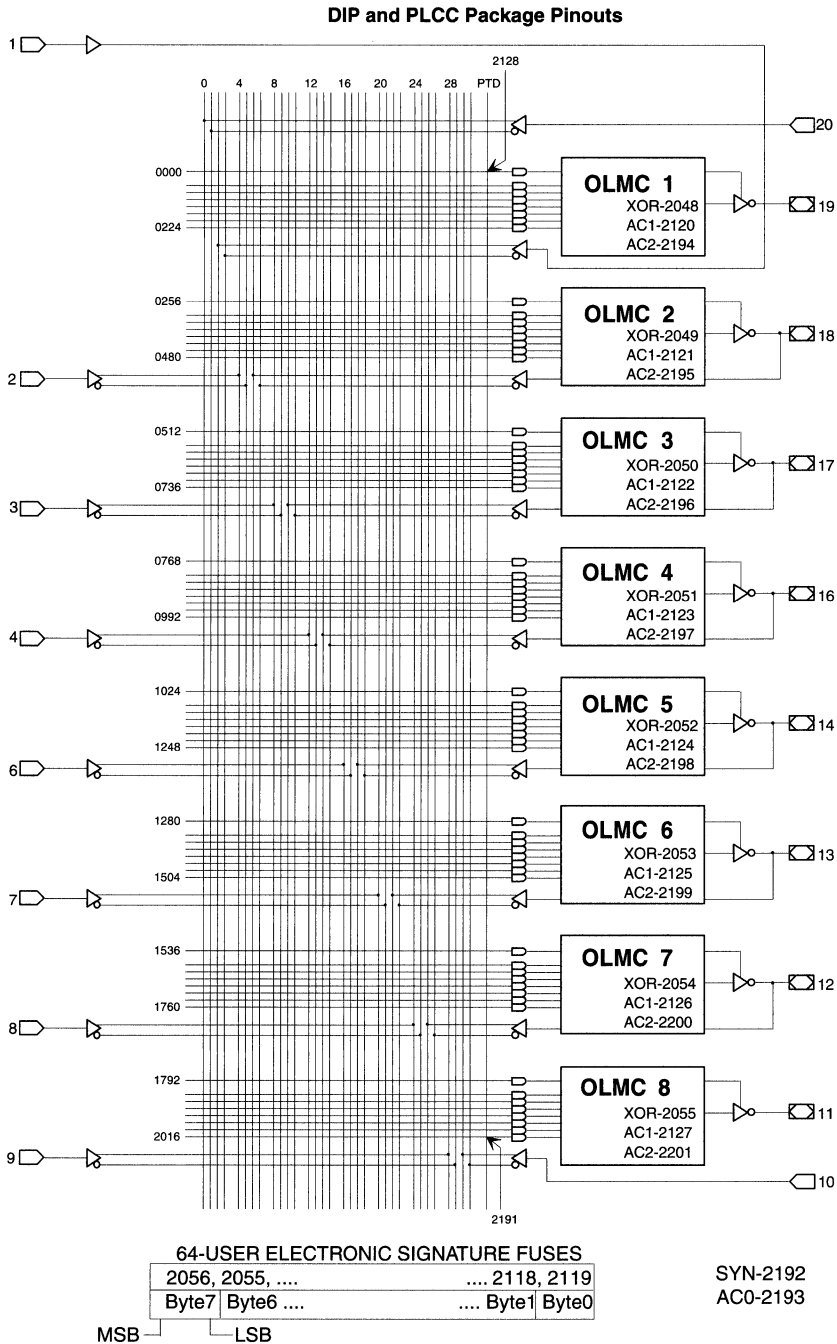 DIP and PLCC Package Pinouts
1
2128
0 4 8 12 16 20 24 28 PTD
20
0000
OLMC 1
XOR-2048
19
AC1-2120
0224
AC2-2194
0256
OLMC 2
XOR-2049
18
AC1-2121
0480
AC2-2195
2
0512
OLMC 3
XOR-2050
17
AC1-2122
0736
AC2-2196
3
0768
OLMC 4
XOR-2051
16
AC1-2123
0992
AC2-2197
4
1024
OLMC 5
XOR-2052
14
AC1-2124
1248
AC2-2198
6
1280
OLMC 6
XOR-2053
13
AC1-2125
1504
AC2-2199
7
1536
OLMC 7
XOR-2054
12
AC1-2126
1760
AC2-2200
8
1792
OLMC 8
XOR-2055
11
AC1-2127
2016
AC2-2201
9
10
2191
64-USER ELECTRONIC SIGNATURE FUSES
2056, 2055, .... .... 2118, 2119
Byte7 Byte6 .... .... Byte1 Byte0
MSB LSB
SYN-2192
AC0-2193